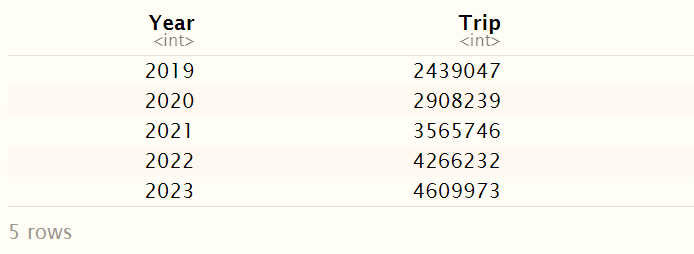 Year Trip
<int> <int>
2019 2439047
2020 2908239
2021 3565746
2022 4266232
2023 4609973
5 rows